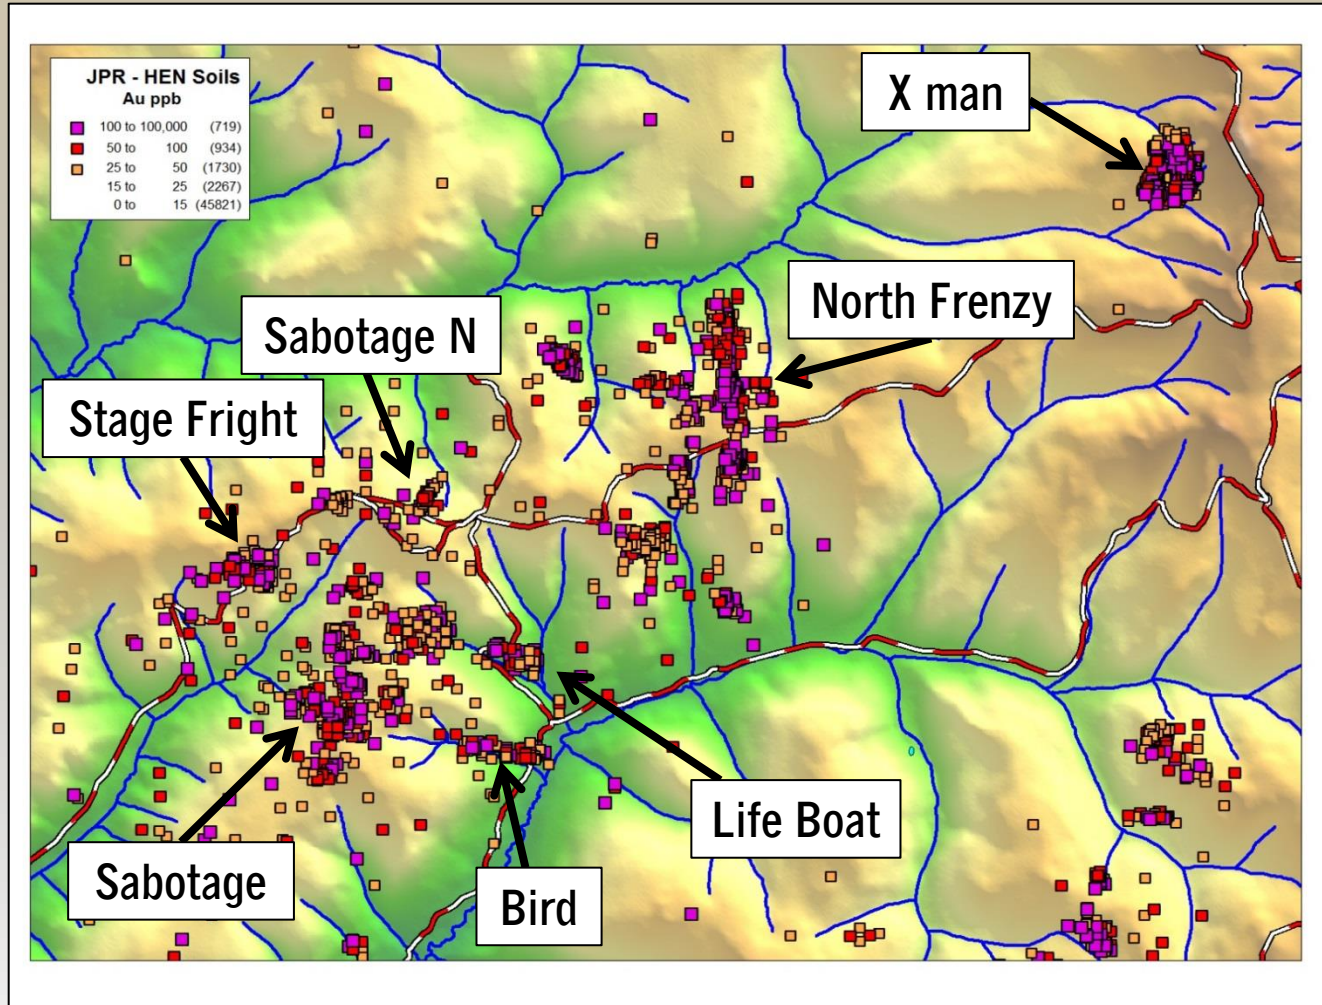 JPR - HEN Soils
Au ppb
100 to 100,000 (719)
50 to 100 (934)
25 to 50 (1730)
15 to 25 (2267)
0 to 15 (45821)
X man
North Frenzy
Sabotage N
Stage Fright
Life Boat
Sabotage
Bird